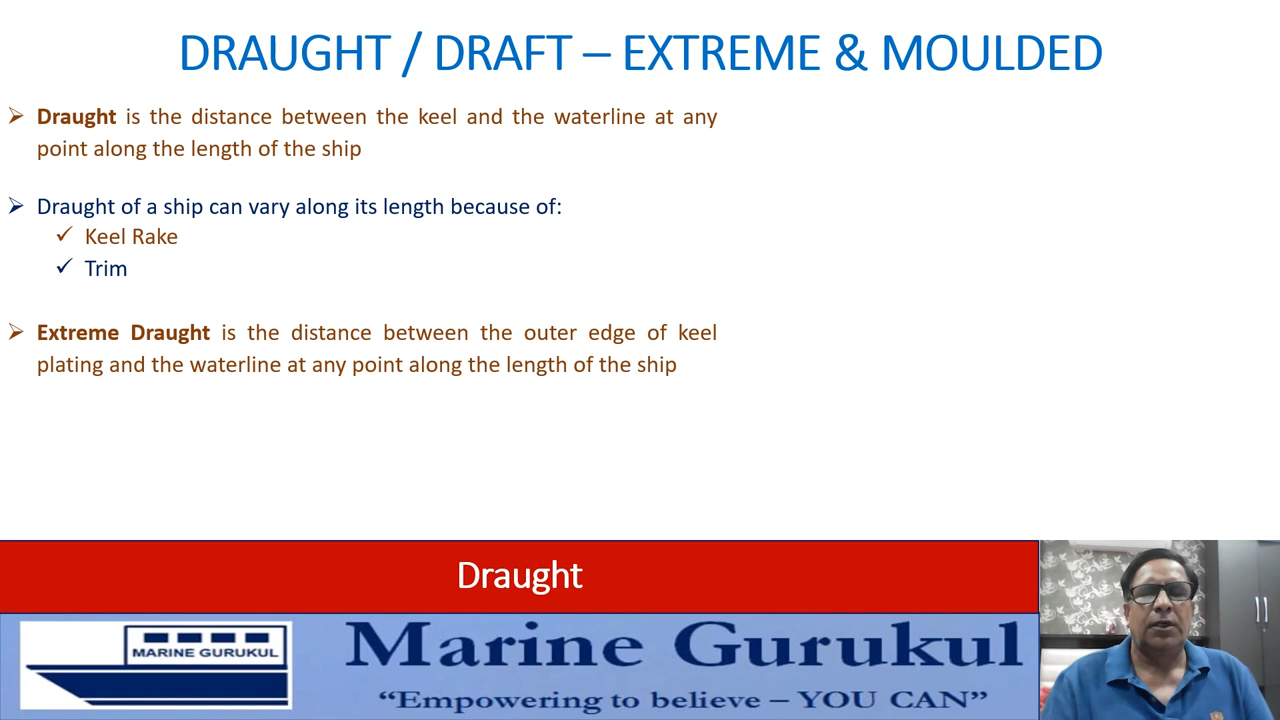 DRAUGHT / DRAFT – EXTREME & MOULDED
➢ Draught is the distance between the keel and the waterline at any
point along the length of the ship
➢ Draught of a ship can vary along its length because of:
✓ Keel Rake
✓ Trim
➢ Extreme Draught is the distance between the outer edge of keel
plating and the waterline at any point along the length of the ship
Draught
MARINE GURUKUL
Marine Gurukul
“Empowering to believe – YOU CAN”